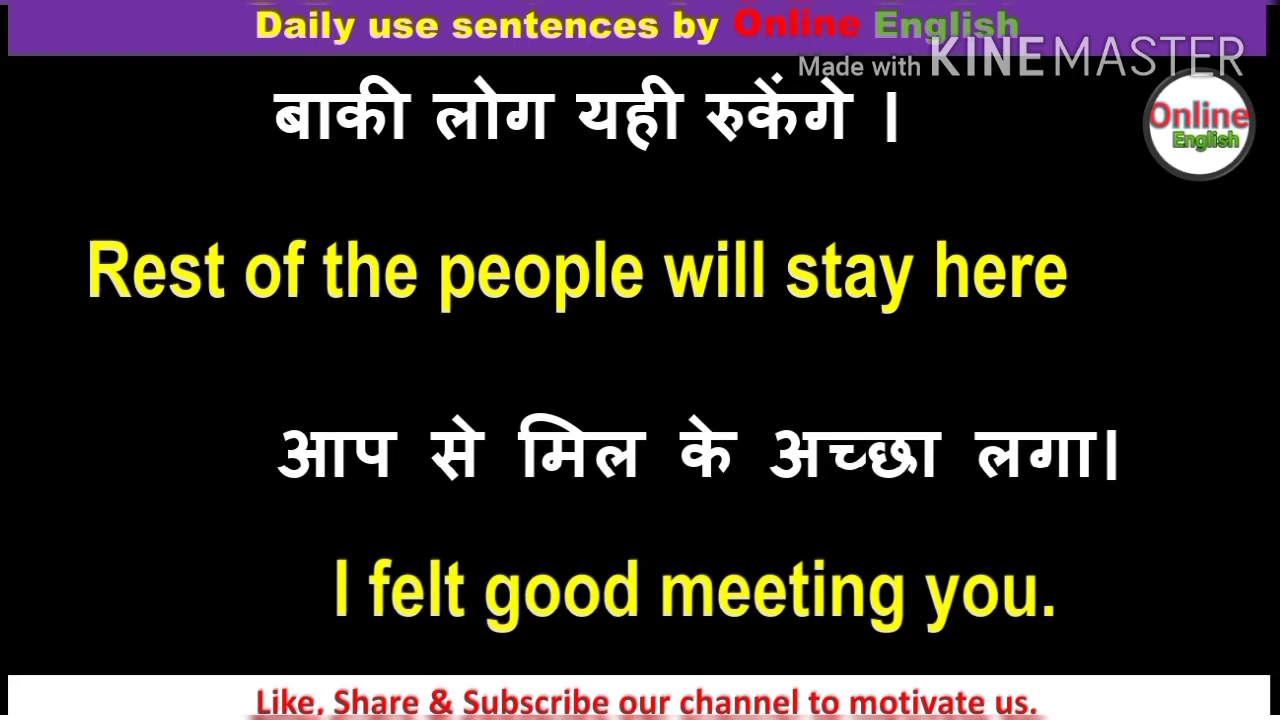 Daily use sentences by Online English
Made with KINEMASTER
बाकी लोग यही रुकेंगे ।
Online
English
Rest of the people will stay here
आप से मिल के अच्छा लगा।
I felt good meeting you.
Like, Share & Subscribe our channel to motivate us.